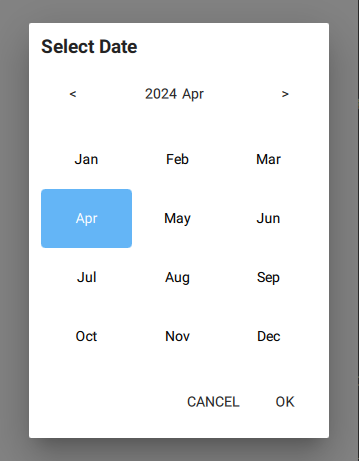 Select Date
< 2024 Apr >
Jan Feb Mar
Apr May Jun
Jul Aug Sep
Oct Nov Dec
CANCEL OK